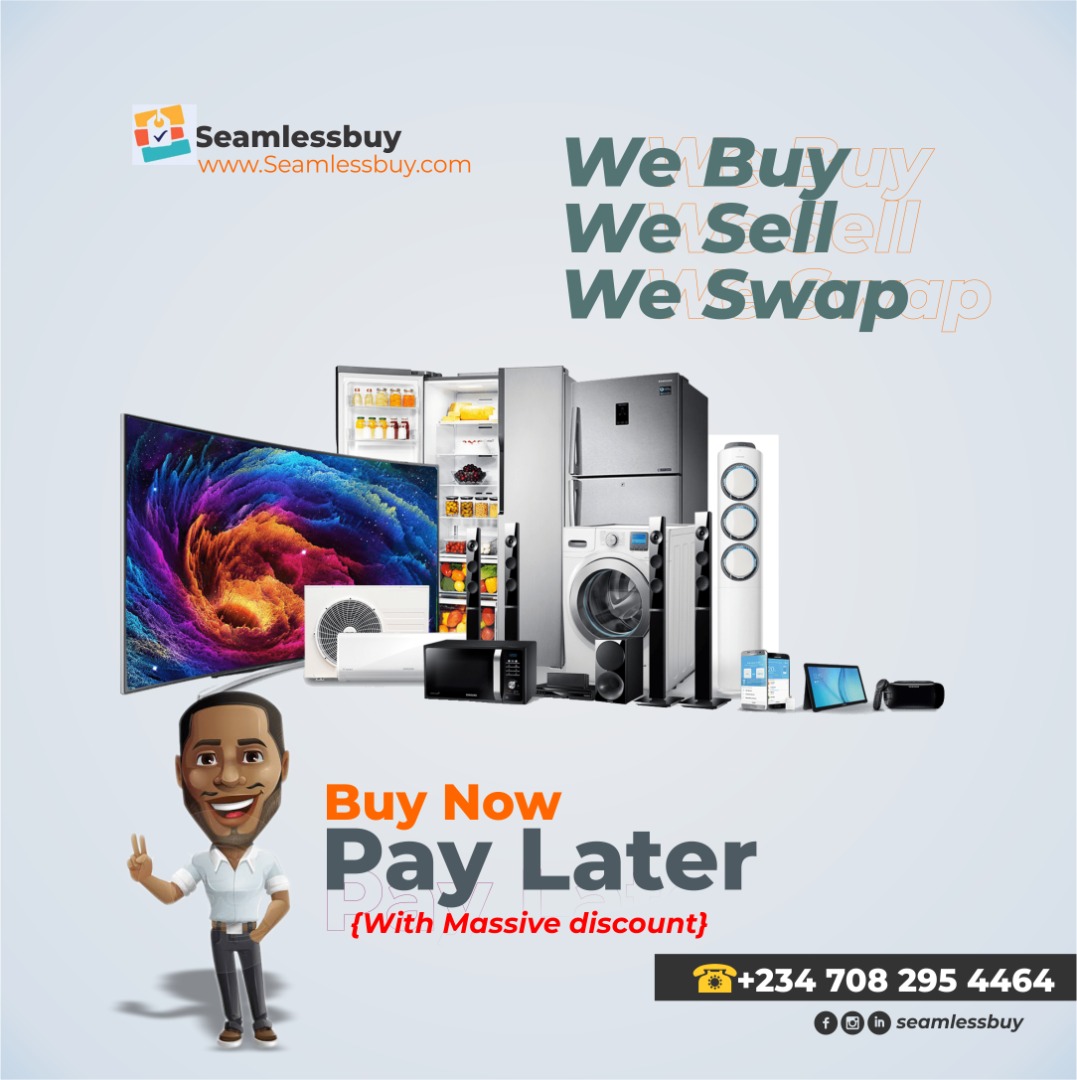 Seamlessbuy
www.Seamlessbuy.com
We Buy
We Sell
We Swap
Buy Now
Pay Later
{With Massive discount}
+234 708 295 4464
seamlessbuy